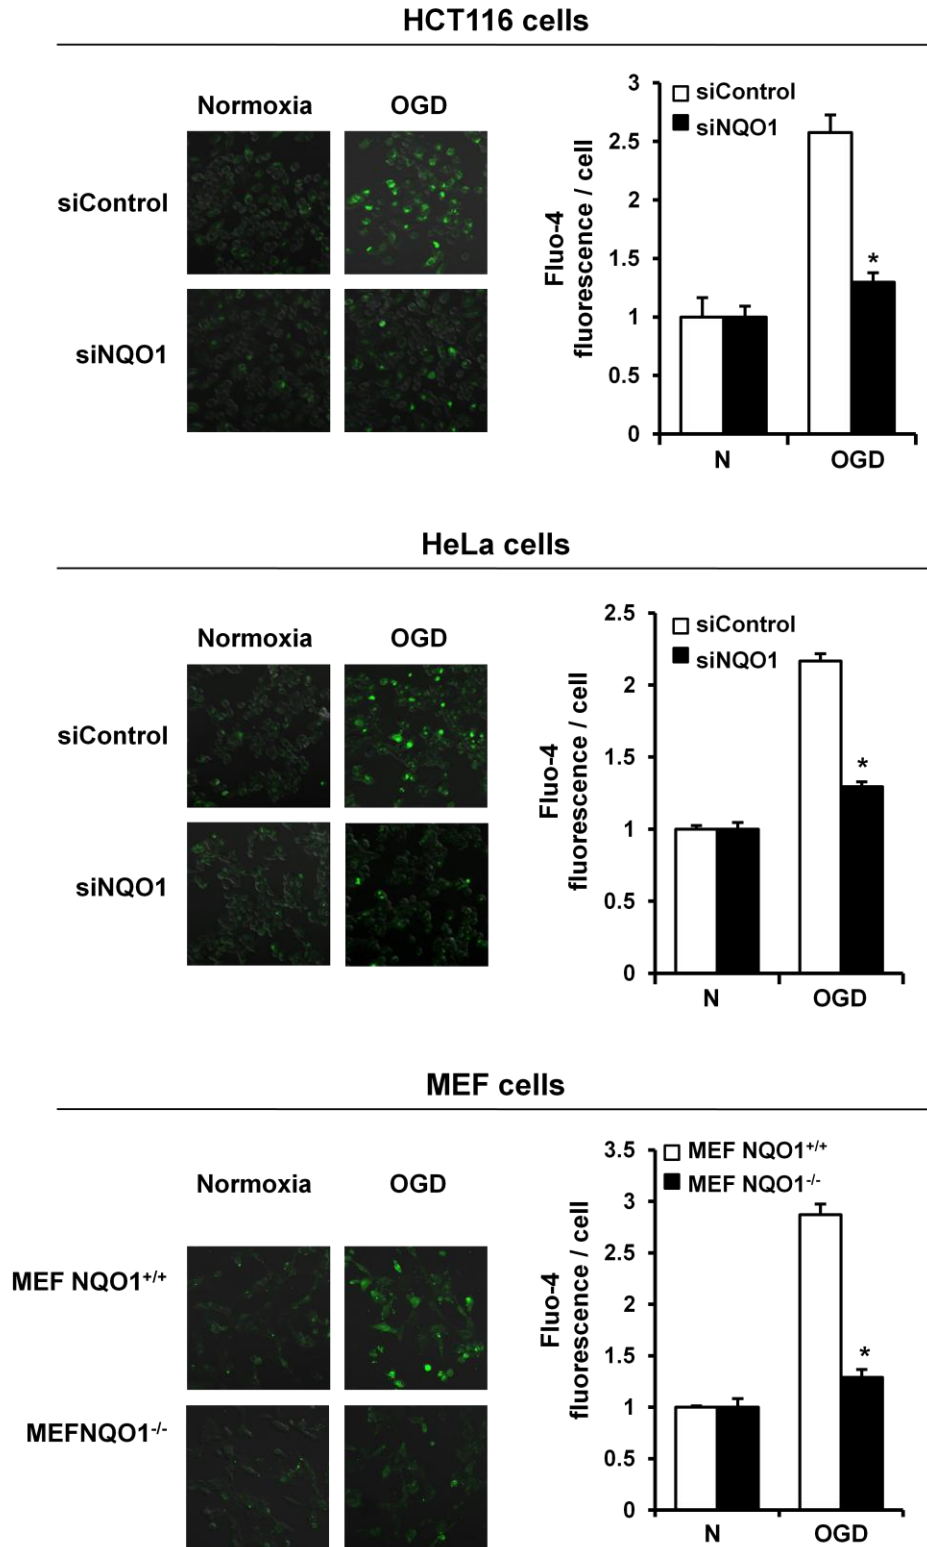 HCT116 cells
Normoxia OGD
siControl
siNQO1
Fluo-4
fluorescence / cell
3
2.5
2
1.5
1
0.5
0
siControl
siNQO1
*
N OGD
HeLa cells
Normoxia OGD
siControl
siNQO1
Fluo-4
fluorescence / cell
2.5
2
1.5
1
0.5
0
siControl
siNQO1
*
N OGD
MEF cells
Normoxia OGD
MEF NQO1+/+
MEFNQO1-/-
Fluo-4
fluorescence / cell
3.5
3
2.5
2
1.5
1
0.5
0
MEF NQO1+/+
MEF NQO1-/-
*
N OGD